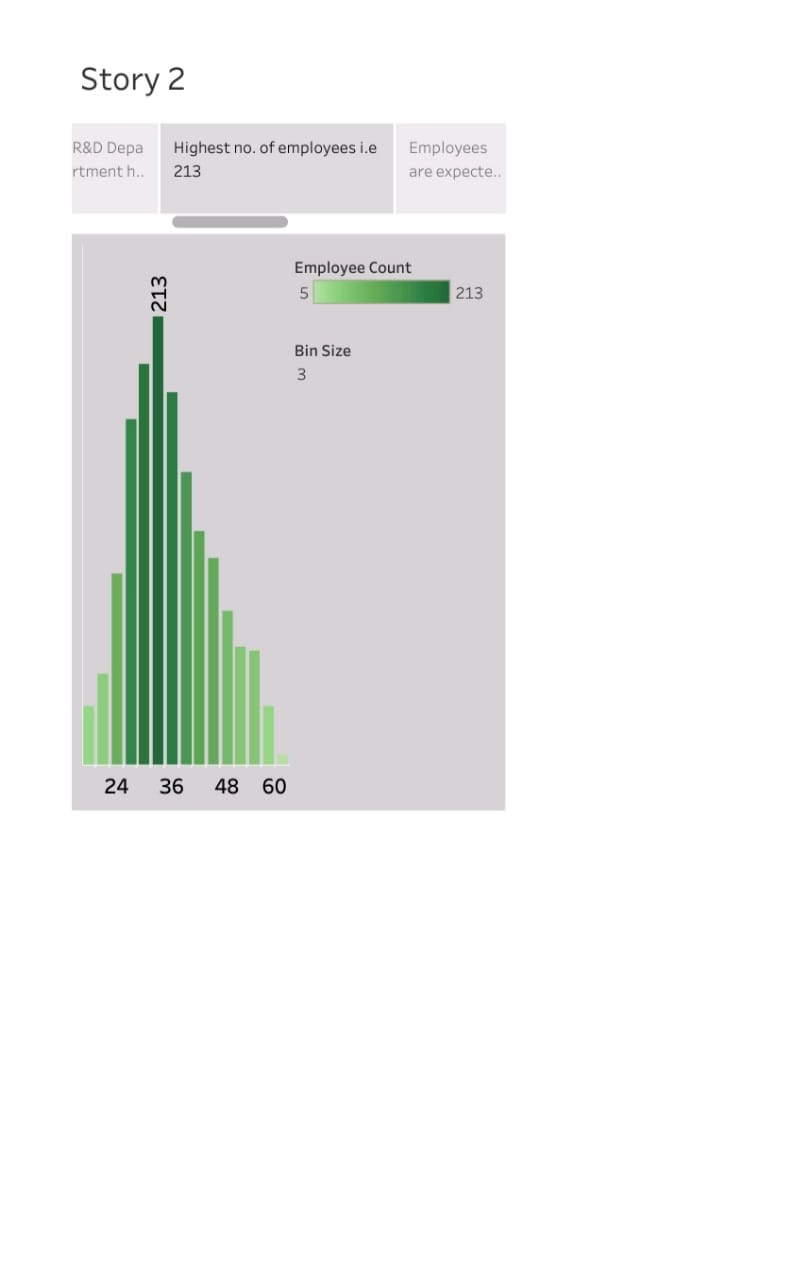 Story 2
R&D Depa
rtment h..
Highest no. of employees i.e
213
Employees
are expecte..
Employee Count
5 213
Bin Size
3
213
24 36 48 60